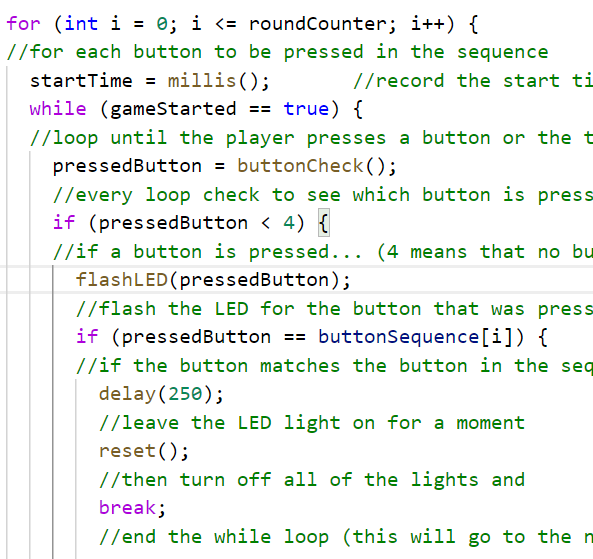 for (int i = 0; i <= roundCounter; i++) {
//for each button to be pressed in the sequence
startTime = millis(); //record the start
while (gameStarted == true) {
//loop until the player presses a button or the
pressedButton = buttonCheck();
//every loop check to see which button is
if (pressedButton < 4) {
//if a button is pressed... (4 means that no
flashLED(pressedButton);
//flash the LED for the button that was
if (pressedButton == buttonSequence[i]) {
//if the button matches the button in the
delay(250);
//leave the LED light on for a moment
reset();
//then turn off all of the lights and
break;
//end the while loop (this will go to the